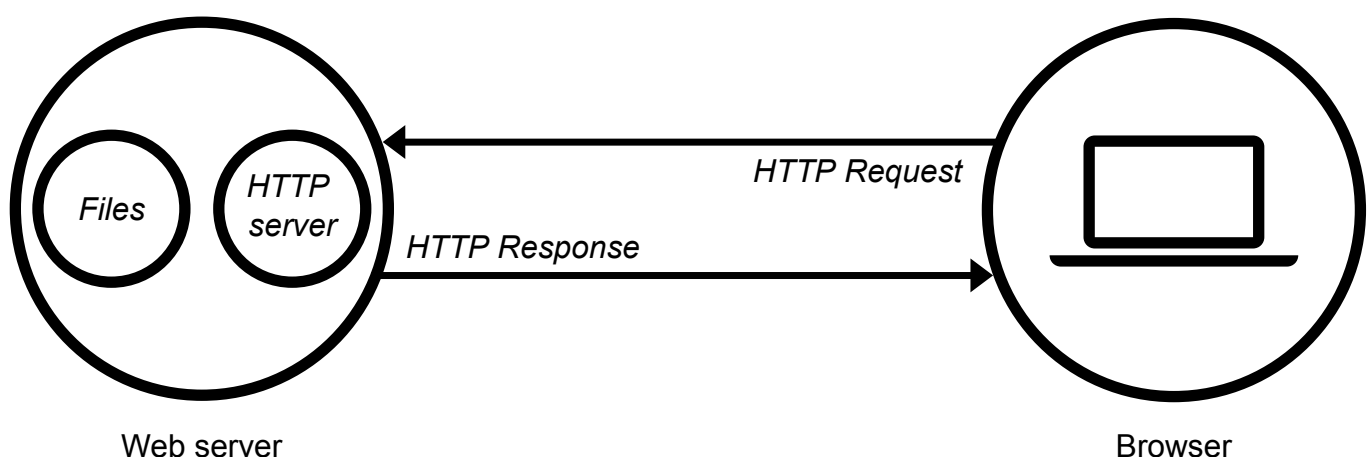 Files
HTTP
server
HTTP Request
HTTP Response
Web server
Browser